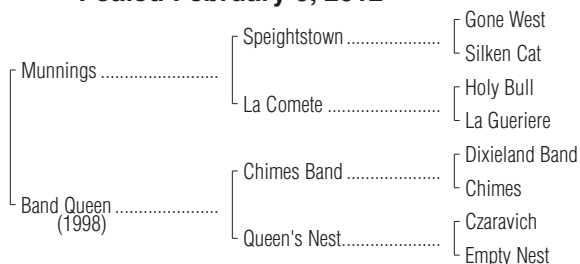 Foaled February , 2012
Gone West
Speightstown
Silken Cat
Munnings
Holy Bull
La Comete
La Gueriere
Dixieland Band
Chimes Band
Chimes
Band Queen
(1998)
Czaravich
Queen's Nest
Empty Nest